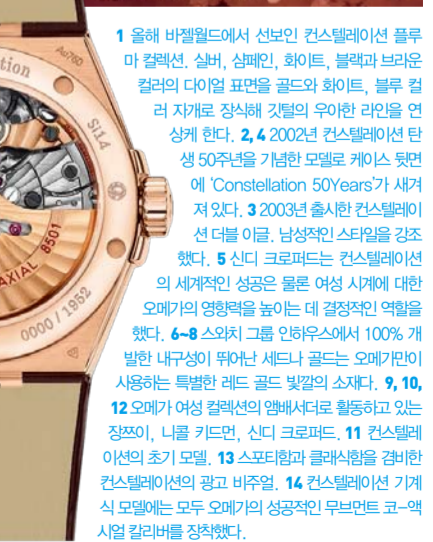 1 올해 바젤월드에서 선보인 컨스텔레이션 플루
마 컬렉션. 실버, 샴페인, 화이트, 블랙과 브라운
컬러의 다이얼 표면을 골드와 화이트, 블루 컬
러 자개로 장식해 깃털의 우아한 라인을 연
상케 한다. 2, 4 2002년 컨스텔레이션 탄
생 50주년을 기념한 모델로 케이스 뒷면
에 ‘Constellation 50Years’가 새겨
져 있다. 3 2003년 출시한 컨스텔레이
션 더블 이글. 남성적인 스타일을 강조
했다. 5 신디 크로퍼드는 컨스텔레이션
의 세계적인 성공은 물론 여성 시계에 대한
오메가의 영향력을 높이는 데 결정적인 역할을
했다. 6~8 스와치 그룹 인하우스에서 100% 개
발한 내구성이 뛰어난 세드나 골드는 오메가만이
사용하는 특별한 레드 골드 빛깔의 소재다. 9, 10,
12 오메가 여성 컬렉션의 앰배서더로 활동하고 있는
장쯔이, 니콜 키드먼, 신디 크로퍼드. 11 컨스텔레
이션의 초기 모델. 13 스포티함과 클래식함을 겸비한
컨스텔레이션의 광고 비주얼. 14 컨스텔레이션 기계
식 모델에는 모두 오메가의 성공적인 무브먼트 코-액
시얼 칼리버를 장착했다.
Au750
tion
Si14
AXIAL 8501
0000 / 1952